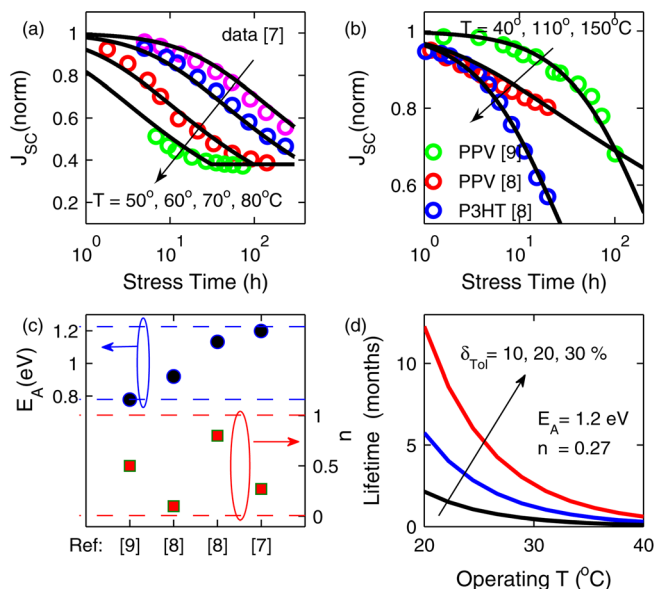 (a)
data [7]
T = 50°, 60°, 70°, 80°C
J_SC(norm)
1
0.8
0.6
0.4
0.2
10^0 10^1 10^2
Stress Time (h)
(b)
T = 40°, 110°, 150°C
PPV [9]
PPV [8]
P3HT [8]
J_SC(norm)
1
0.8
0.6
10^0 10^1 10^2
Stress Time (h)
(c)
E_A(eV)
1.2
0.8
1
0.5
0
n
Ref: [9] [8] [8] [7]
(d)
δ_Tol = 10, 20, 30 %
E_A= 1.2 eV
n = 0.27
Lifetime (months)
10
5
0
20 30 40
Operating T (°C)